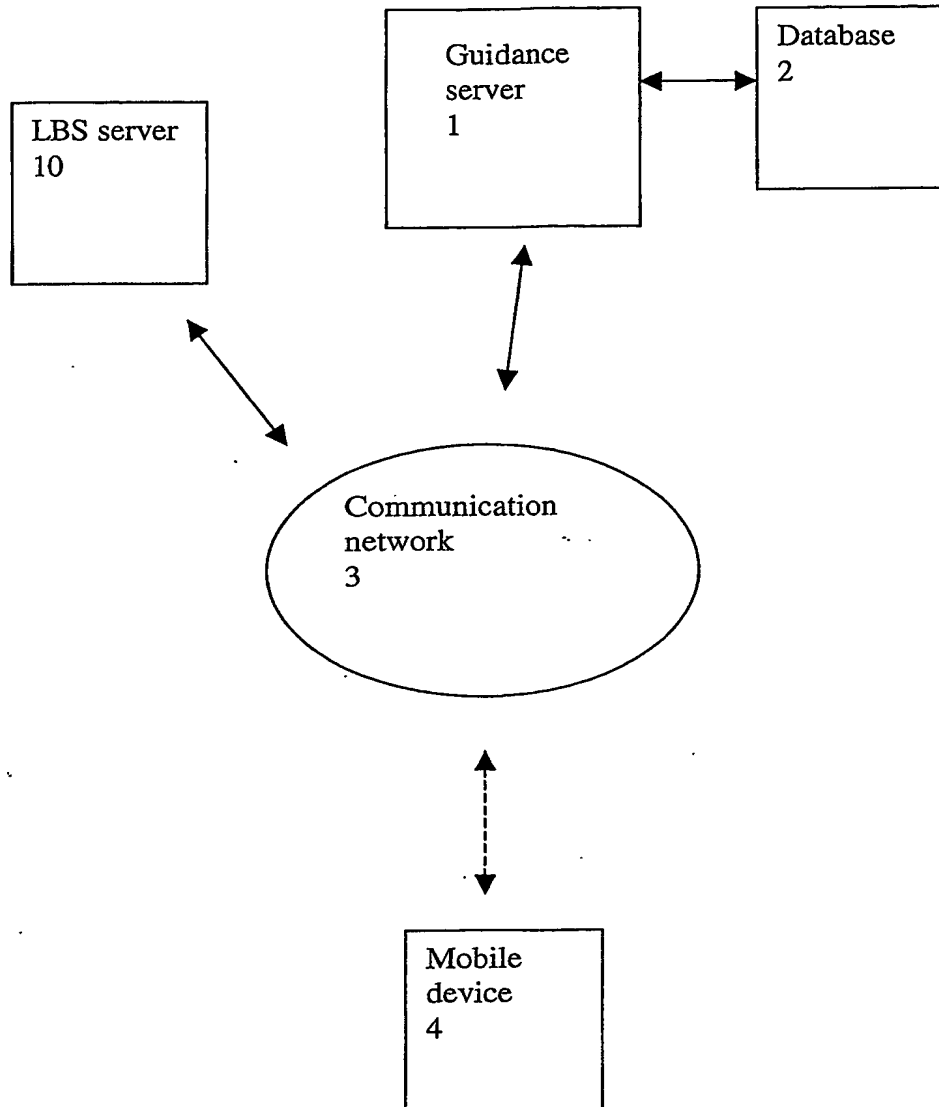 Guidance
server
1
Database
2
LBS server
10
Communication
network
3
Mobile
device
4